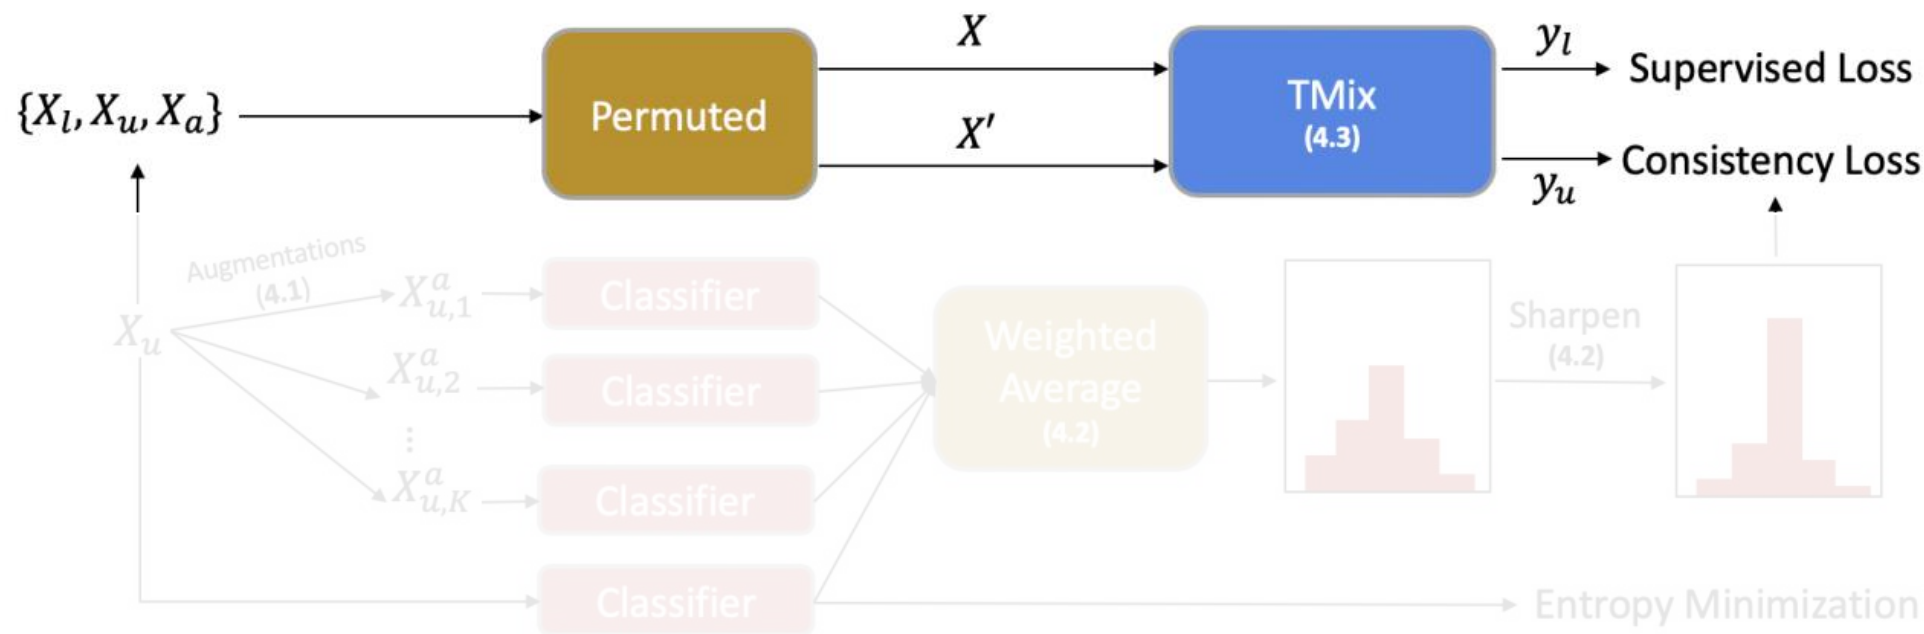 {X_l, X_u, X_a}
Permuted
X
X′
TMix
(4.3)
y_l
Supervised Loss
y_u
Consistency Loss
X_u
Augmentations
(4.1)
X^a_{u,1}
Classifier
X^a_{u,2}
Classifier
⋮
X^a_{u,K}
Classifier
Classifier
Weighted
Average
(4.2)
Sharpen
(4.2)
Entropy Minimization